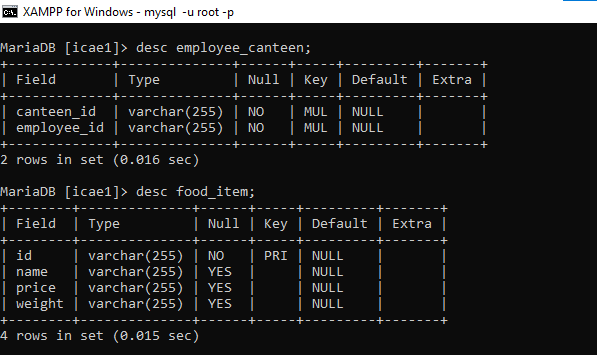 XAMPP for Windows - mysql -u root -p
MariaDB [icae1]> desc employee_canteen;
+-------------+--------------+------+-----+---------+-------+
| Field       | Type         | Null | Key | Default | Extra |
+-------------+--------------+------+-----+---------+-------+
| canteen_id  | varchar(255) | NO   | MUL | NULL    |       |
| employee_id | varchar(255) | NO   | MUL | NULL    |       |
+-------------+--------------+------+-----+---------+-------+
2 rows in set (0.016 sec)
MariaDB [icae1]> desc food_item;
+--------+--------------+------+-----+---------+-------+
| Field  | Type         | Null | Key | Default | Extra |
+--------+--------------+------+-----+---------+-------+
| id     | varchar(255) | NO   | PRI | NULL    |       |
| name   | varchar(255) | YES  |     | NULL    |       |
| price  | varchar(255) | YES  |     | NULL    |       |
| weight | varchar(255) | YES  |     | NULL    |       |
+--------+--------------+------+-----+---------+-------+
4 rows in set (0.015 sec)